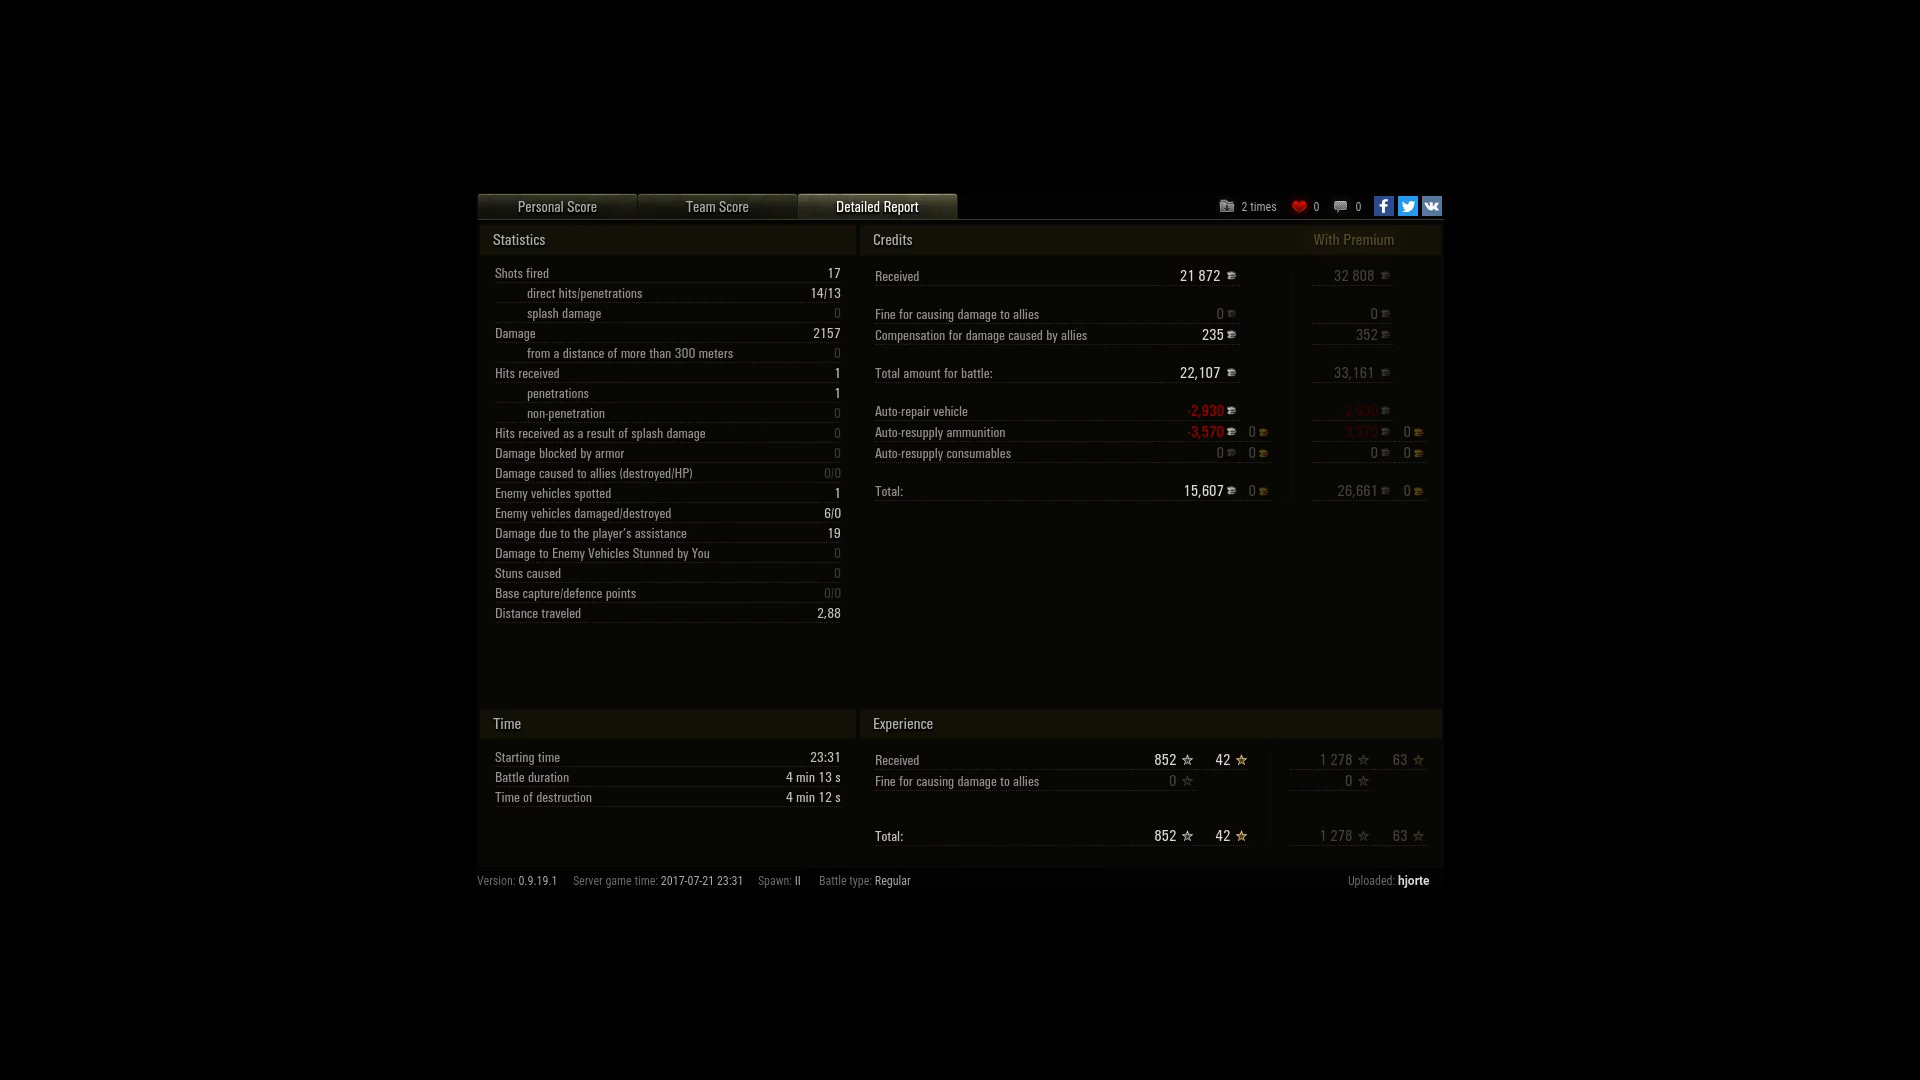 Personal Score Team Score Detailed Report 2 times 0 0
Statistics
Shots fired 17
direct hits/penetrations 14/13
splash damage 0
Damage 2157
from a distance of more than 300 meters 0
Hits received 1
penetrations 1
non-penetration 0
Hits received as a result of splash damage 0
Damage blocked by armor 0
Damage caused to allies (destroyed/HP) 0/0
Enemy vehicles spotted 1
Enemy vehicles damaged/destroyed 6/0
Damage due to the player's assistance 19
Damage to Enemy Vehicles Stunned by You 0
Stuns caused 0
Base capture/defence points 0/0
Distance traveled 2,88
Credits With Premium
Received 21 872 32 808
Fine for causing damage to allies 0 0
Compensation for damage caused by allies 235 352
Total amount for battle: 22,107 33,161
Auto-repair vehicle -2,930 -2,930
Auto-resupply ammunition -3,570 0 -3,570 0
Auto-resupply consumables 0 0 0 0
Total: 15,607 0 26,661 0
Time
Starting time 23:31
Battle duration 4 min 13 s
Time of destruction 4 min 12 s
Experience
Received 852 42 1 278 63
Fine for causing damage to allies 0 0
Total: 852 42 1 278 63
Version: 0.9.19.1 Server game time: 2017-07-21 23:31 Spawn: II Battle type: Regular Uploaded: hjorte